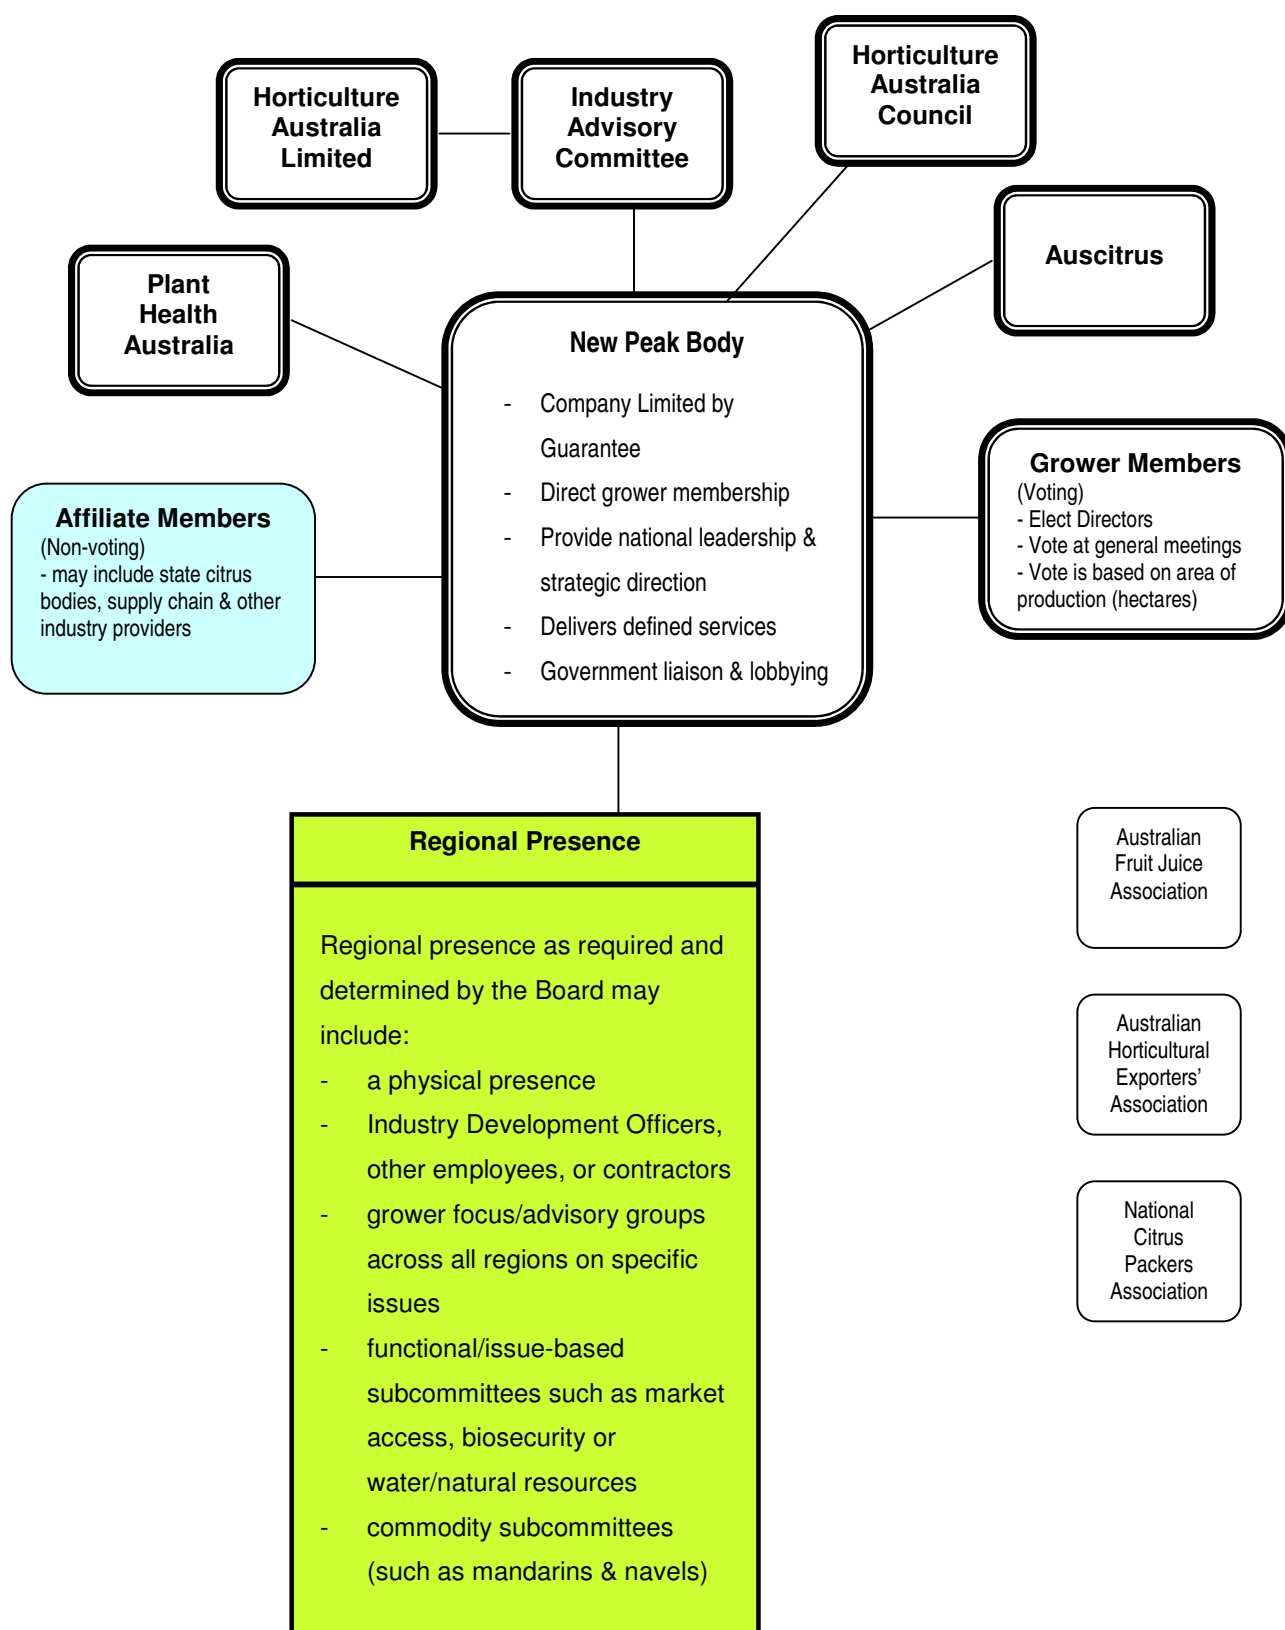 Horticulture
Australia
Limited
Industry
Advisory
Committee
Horticulture
Australia
Council
Auscitrus
Plant
Health
Australia
New Peak Body
- Company Limited by
Guarantee
- Direct grower membership
- Provide national leadership &
strategic direction
- Delivers defined services
- Government liaison & lobbying
Grower Members
(Voting)
- Elect Directors
- Vote at general meetings
- Vote is based on area of
production (hectares)
Affiliate Members
(Non-voting)
- may include state citrus
bodies, supply chain & other
industry providers
Regional Presence
Regional presence as required and
determined by the Board may
include:
- a physical presence
- Industry Development Officers,
other employees, or contractors
- grower focus/advisory groups
across all regions on specific
issues
- functional/issue-based
subcommittees such as market
access, biosecurity or
water/natural resources
- commodity subcommittees
(such as mandarins & navels)
Australian
Fruit Juice
Association
Australian
Horticultural
Exporters’
Association
National
Citrus
Packers
Association